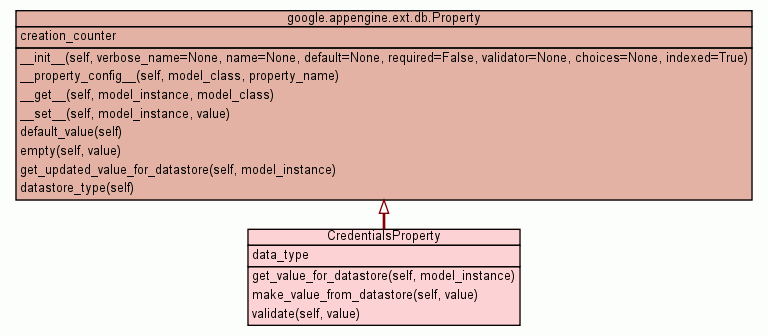 google.appengine.ext.db.Property
creation_counter
__init__(self, verbose_name=None, name=None, default=None, required=False, validator=None, choices=None, indexed=True)
__property_config__(self, model_class, property_name)
__get__(self, model_instance, model_class)
__set__(self, model_instance, value)
default_value(self)
empty(self, value)
get_updated_value_for_datastore(self, model_instance)
datastore_type(self)
CredentialsProperty
data_type
get_value_for_datastore(self, model_instance)
make_value_from_datastore(self, value)
validate(self, value)